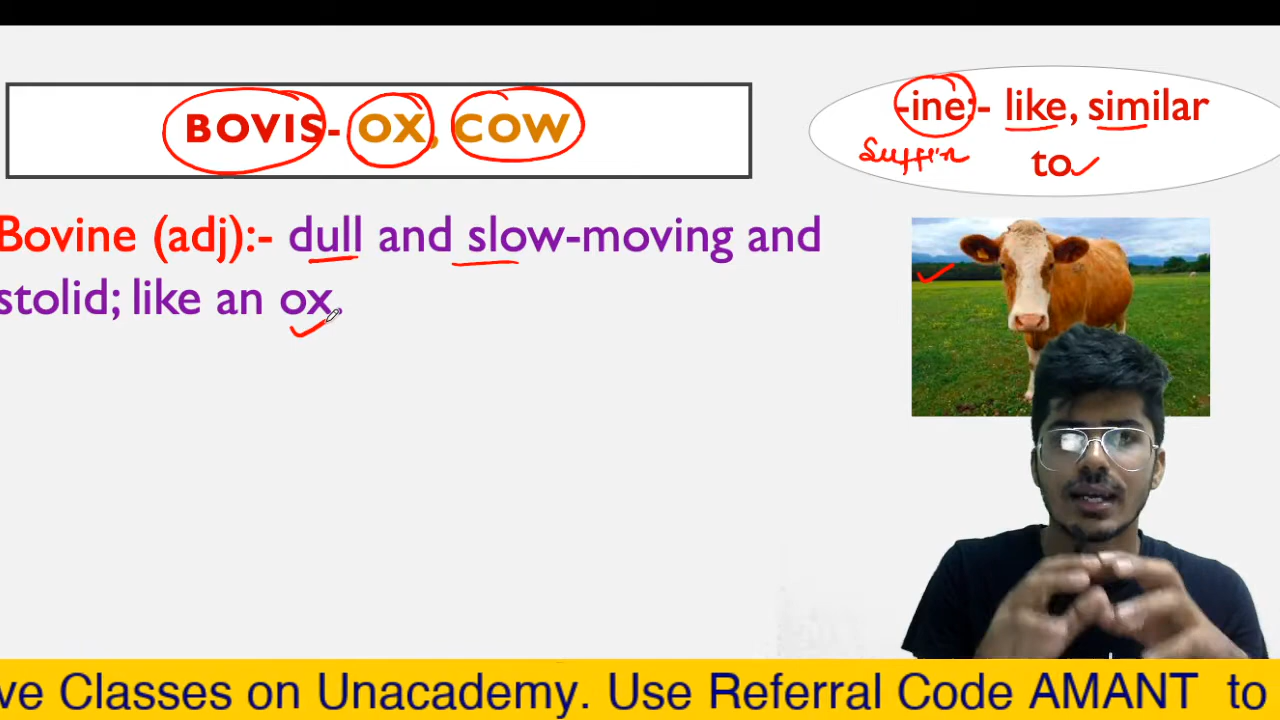 BOVIS- OX, COW
-ine:- like, similar
Suffix
to
Bovine (adj):- dull and slow-moving and
stolid; like an ox.
ve Classes on Unacademy. Use Referral Code AMANT to